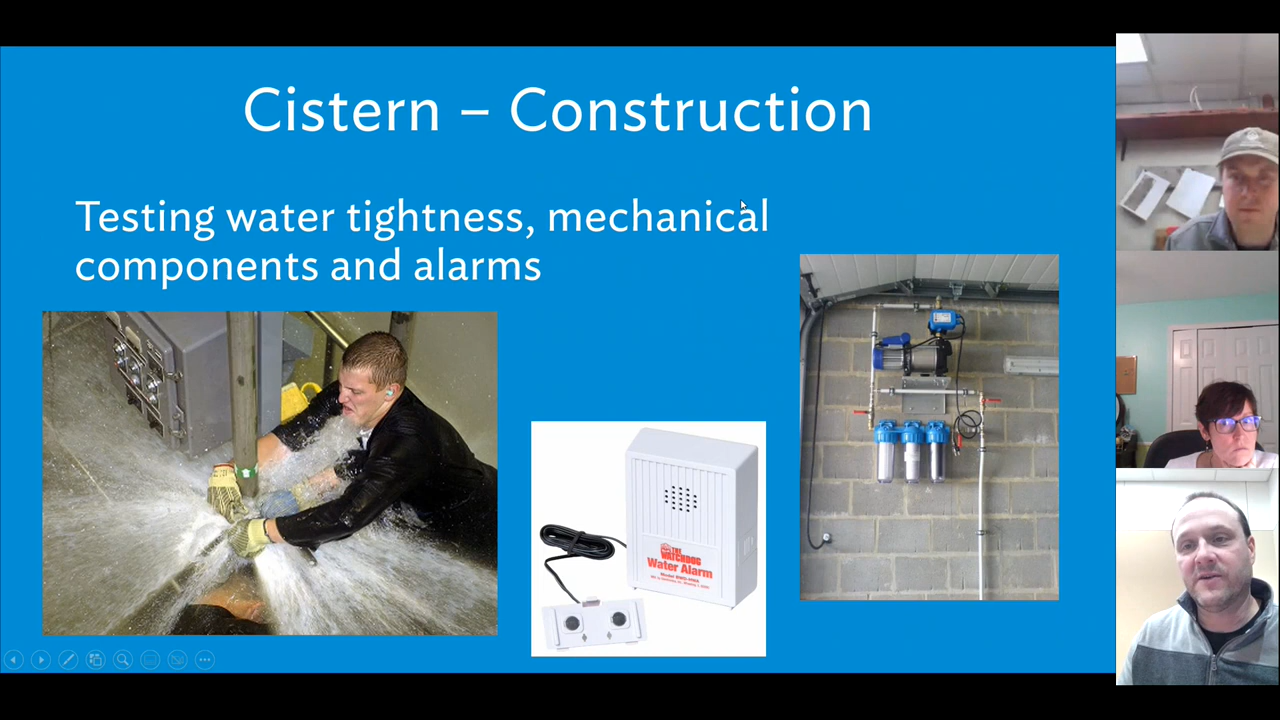 Cistern – Construction
Testing water tightness, mechanical
components and alarms
THE
WATCHDOG
Water Alarm